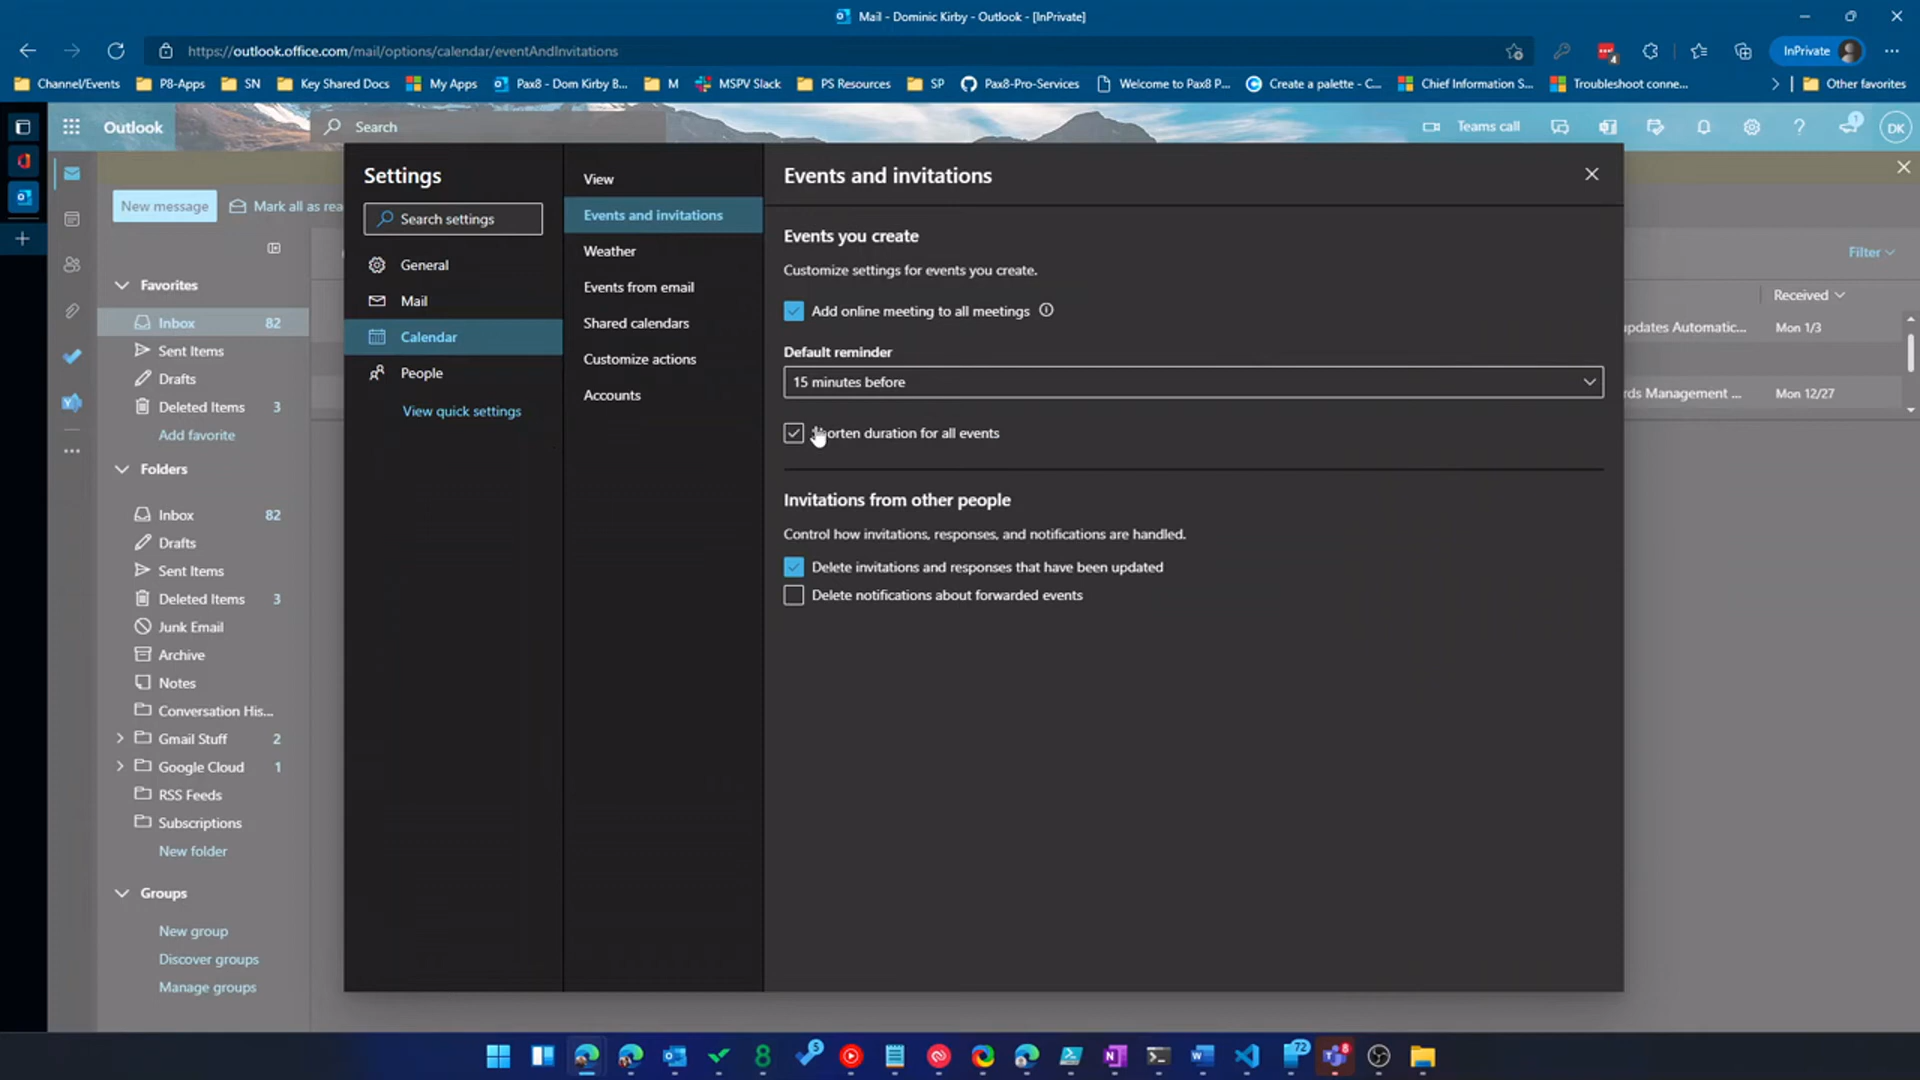 Mail - Dominic Kirby - Outlook - [InPrivate]
https://outlook.office.com/mail/options/calendar/eventAndInvitations
InPrivate
Channel/Events
P8-Apps
SN
Key Shared Docs
My Apps
Pax8 - Dom Kirby B...
M
MSPV Slack
PS Resources
SP
Pax8-Pro-Services
Welcome to Pax8 P...
Create a palette - C...
Chief Information S...
Troubleshoot conne...
Other favorites
Outlook
Search
Teams call
1
DK
New message
Mark all as rea
Favorites
Inbox 82
Sent Items
Drafts
Deleted Items 3
Add favorite
Folders
Inbox 82
Drafts
Sent Items
Deleted Items 3
Junk Email
Archive
Notes
Conversation His...
Gmail Stuff 2
Google Cloud 1
RSS Feeds
Subscriptions
New folder
Groups
New group
Discover groups
Manage groups
Settings
Search settings
General
Mail
Calendar
People
View quick settings
View
Events and invitations
Weather
Events from email
Shared calendars
Customize actions
Accounts
Events and invitations
Events you create
Customize settings for events you create.
Add online meeting to all meetings
Default reminder
15 minutes before
orten duration for all events
Invitations from other people
Control how invitations, responses, and notifications are handled.
Delete invitations and responses that have been updated
Delete notifications about forwarded events
Filter
Received
updates Automatic... Mon 1/3
rds Management ... Mon 12/27
5
72
8